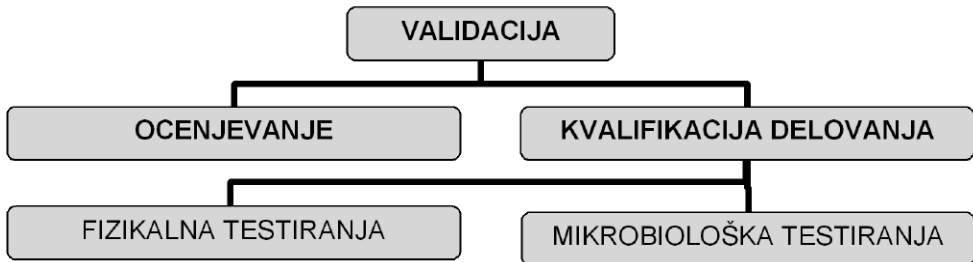 VALIDACIJA
OCENJEVANJE
KVALIFIKACIJA DELOVANJA
FIZIKALNA TESTIRANJA
MIKROBIOLOŠKA TESTIRANJA